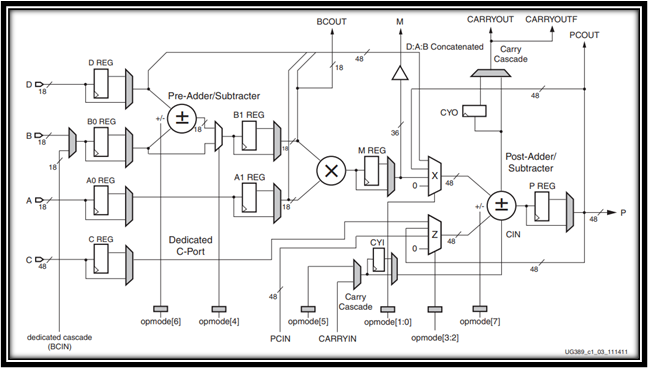 BCOUT
M
CARRYOUT
CARRYOUTF
PCOUT
D:A:B Concatenated
Carry
Cascade
48
18
48
D REG
D
18
Pre-Adder/Subtracter
+/-
±
18
B0 REG
B
18
18
B1 REG
18
CYO
36
M REG
×
Post-Adder/
Subtracter
X
0
48
48
A0 REG
A
18
A1 REG
18
+/-
±
P REG
48
P
CIN
C REG
C
48
Dedicated
C-Port
0
Z
48
CYI
48
48
Carry
Cascade
opmode[6]
opmode[4]
opmode[5]
opmode[1:0]
opmode[7]
opmode[3:2]
dedicated cascade
(BCIN)
PCIN
CARRYIN
UG389_c1_03_111411